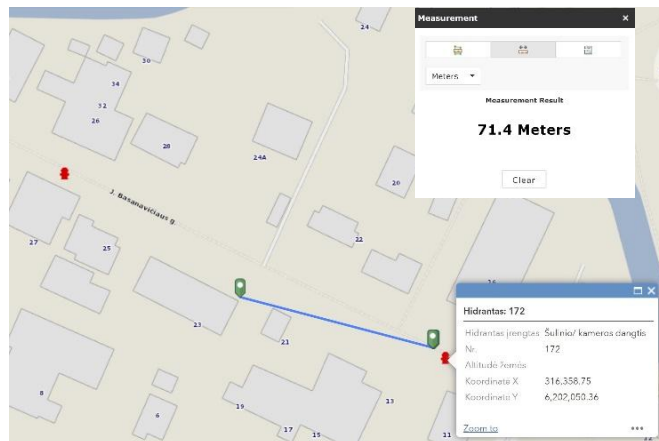 Measurement
×
Meters
Measurement Result
71.4 Meters
Clear
24
30
34
32
26
28
24A
20
J. Basanavičiaus g.
27
25
22
23
21
8
6
19
17
15
13
11
Hidrantas: 172
Hidrantas įrengtas Šulinio/ kameros dangtis
Nr. 172
Altitudė žemės
Koordinatė X 316,358.75
Koordinatė Y 6,202,050.36
Zoom to